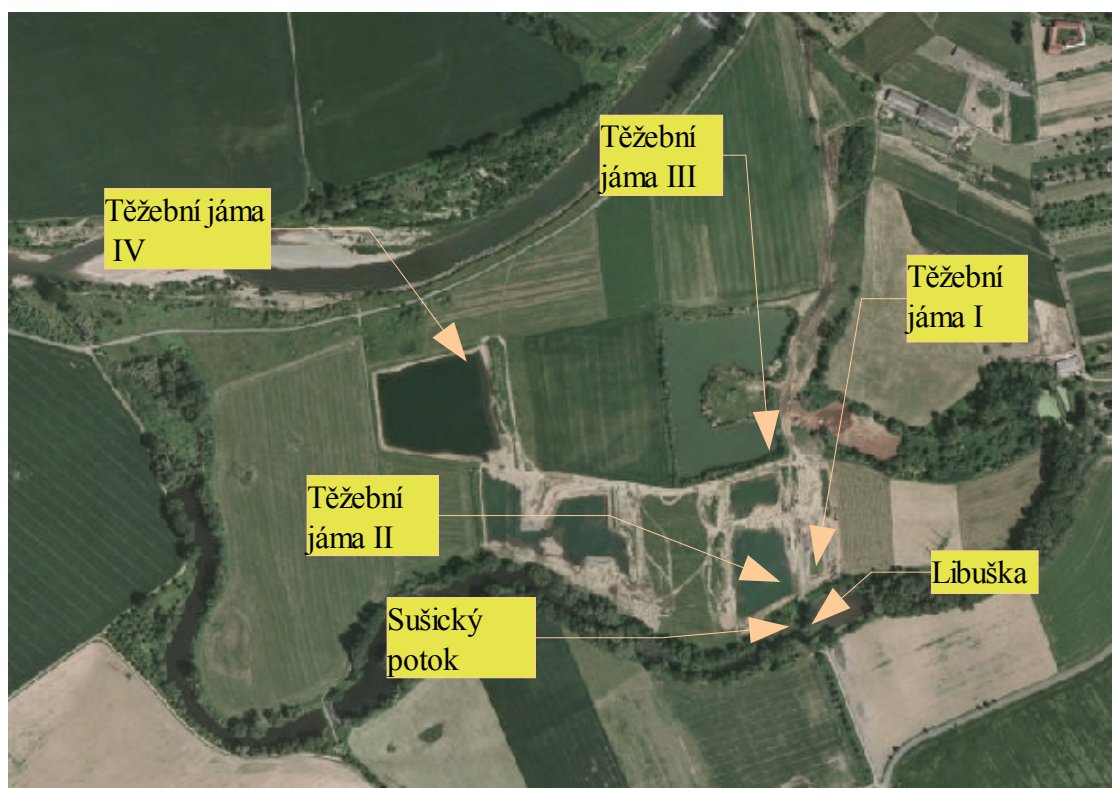 Těžební
jáma III
Těžební jáma
IV
Těžební
jáma I
Těžební
jáma II
Libuška
Sušický
potok